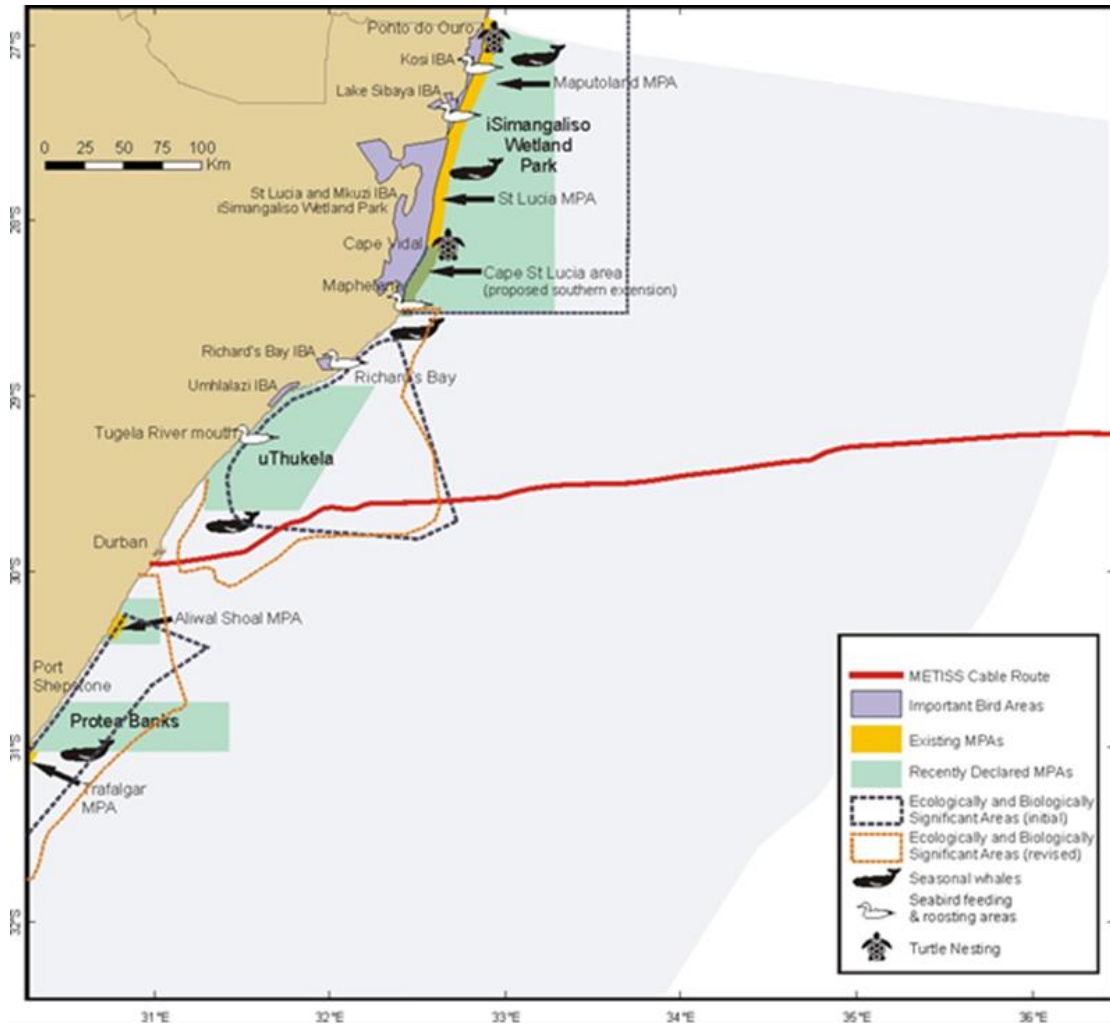 Ponto do Ouro
27°S
Kosi IBA
Maputoland MPA
Lake Sibaya IBA
iSimangaliso
Wetland
Park
0 25 50 75 100
Km
St Lucia and Mkuzi IBA
iSimangaliso Wetland Park
St Lucia MPA
28°S
Cape Vidal
Cape St Lucia area
(proposed southern extension)
Maphelane
Richard's Bay IBA
Richard's Bay
Umhlalazi IBA
29°S
Tugela River mouth
uThukela
Durban
30°S
Aliwal Shoal MPA
Port
Shepstone
Protea Banks
31°S
Trafalgar
MPA
32°S
METISS Cable Route
Important Bird Areas
Existing MPAs
Recently Declared MPAs
Ecologically and Biologically
Significant Areas (initial)
Ecologically and Biologically
Significant Areas (revised)
Seasonal whales
Seabird feeding
& roosting areas
Turtle Nesting
31°E 32°E 33°E 34°E 35°E 36°E